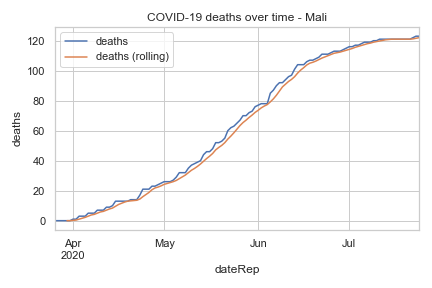 COVID-19 deaths over time - Mali
deaths
deaths (rolling)
120
100
80
60
40
20
0
deaths
Apr
2020
May
Jun
Jul
dateRep